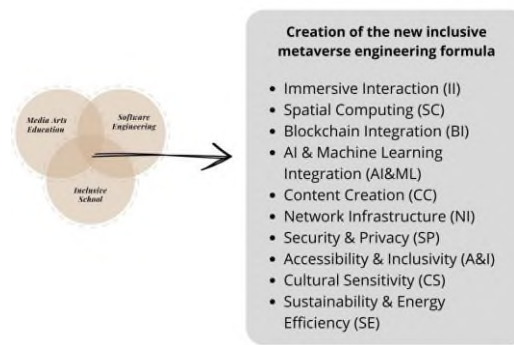 Media Arts
Education
Software
Engineering
Inclusive
School
Creation of the new inclusive
metaverse engineering formula
• Immersive Interaction (II)
• Spatial Computing (SC)
• Blockchain Integration (BI)
• AI & Machine Learning
Integration (AI&ML)
• Content Creation (CC)
• Network Infrastructure (NI)
• Security & Privacy (SP)
• Accessibility & Inclusivity (A&I)
• Cultural Sensitivity (CS)
• Sustainability & Energy
Efficiency (SE)